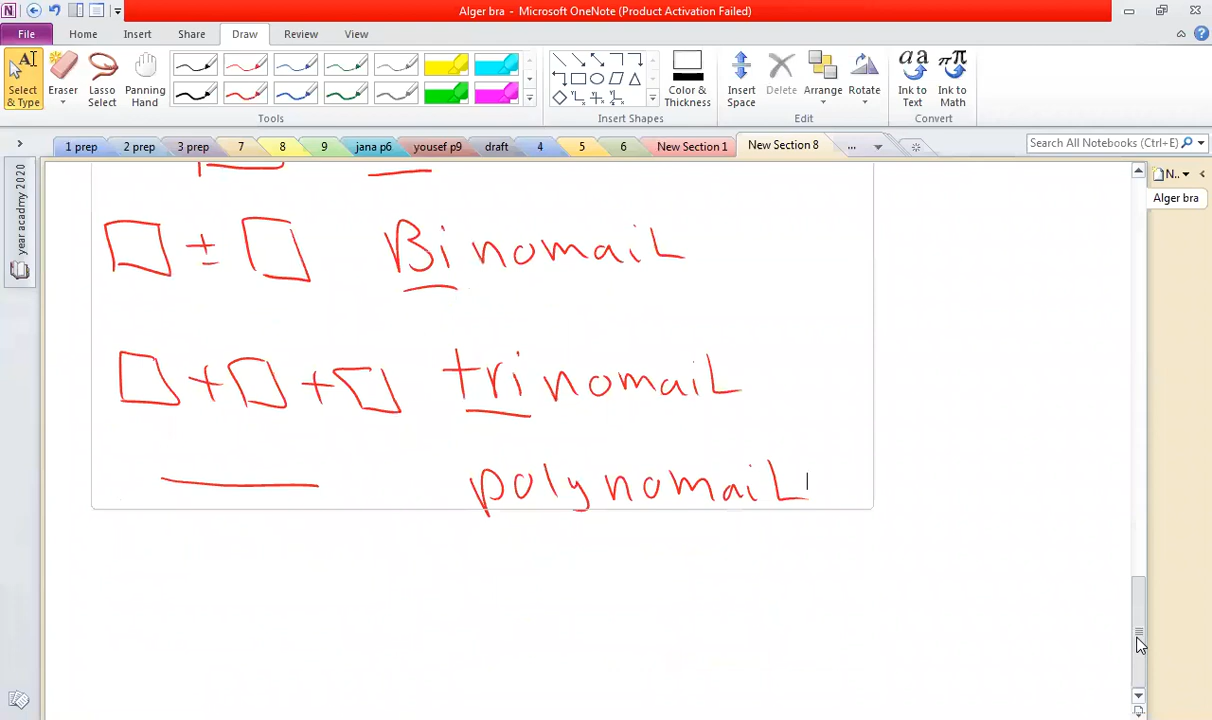 Alger bra - Microsoft OneNote (Product Activation Failed)
File Home Insert Share Draw Review View
Select & Type
Eraser
Lasso Select
Panning Hand
Color & Thickness
Insert Space
Delete
Arrange
Rotate
Ink to Text
Ink to Math
Tools Insert Shapes Edit Convert
1 prep 2 prep 3 prep 7 8 9 jana p6 yousef p9 draft 4 5 6 New Section 1 New Section 8 ... Search All Notebooks (Ctrl+E)
N..
Alger bra
year acadmy 2020
± BinomaiL
+ + trinomaiL
polynomaiL